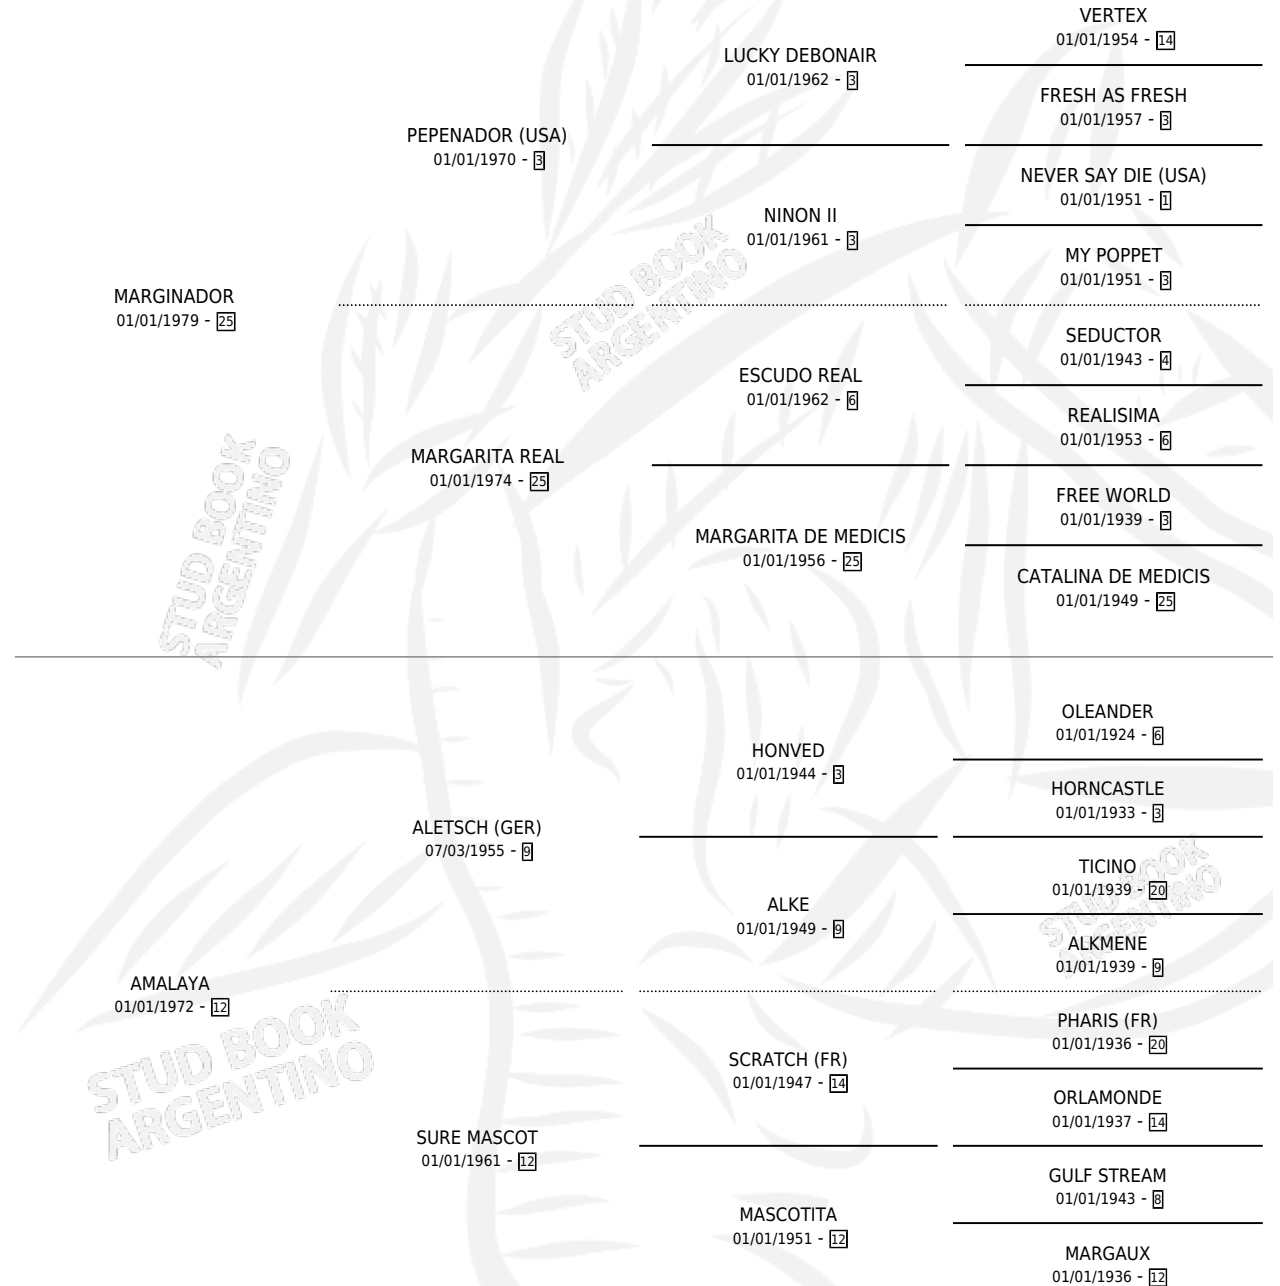 VERTEX
01/01/1954 - 14
LUCKY DEBONAIR
01/01/1962 - 3
FRESH AS FRESH
01/01/1957 - 3
PEPENADOR (USA)
01/01/1970 - 3
NEVER SAY DIE (USA)
01/01/1951 - 1
NINON II
01/01/1961 - 3
MY POPPET
01/01/1951 - 3
MARGINADOR
01/01/1979 - 25
SEDUCTOR
01/01/1943 - 4
ESCUDO REAL
01/01/1962 - 6
REALISIMA
01/01/1953 - 6
MARGARITA REAL
01/01/1974 - 25
FREE WORLD
01/01/1939 - 3
MARGARITA DE MEDICIS
01/01/1956 - 25
CATALINA DE MEDICIS
01/01/1949 - 25
OLEANDER
01/01/1924 - 6
HONVED
01/01/1944 - 3
HORNCASTLE
01/01/1933 - 3
ALETSCH (GER)
07/03/1955 - 9
TICINO
01/01/1939 - 20
ALKE
01/01/1949 - 9
ALKMENE
01/01/1939 - 9
AMALAYA
01/01/1972 - 12
PHARIS (FR)
01/01/1936 - 20
SCRATCH (FR)
01/01/1947 - 14
ORLAMONDE
01/01/1937 - 14
SURE MASCOT
01/01/1961 - 12
GULF STREAM
01/01/1943 - 8
MASCOTITA
01/01/1951 - 12
MARGAUX
01/01/1936 - 12
STUD BOOK
ARGENTINO
STUD BOOK
ARGENTINO
STUD BOOK
ARGENTINO
STUD BOOK
ARGENTINO